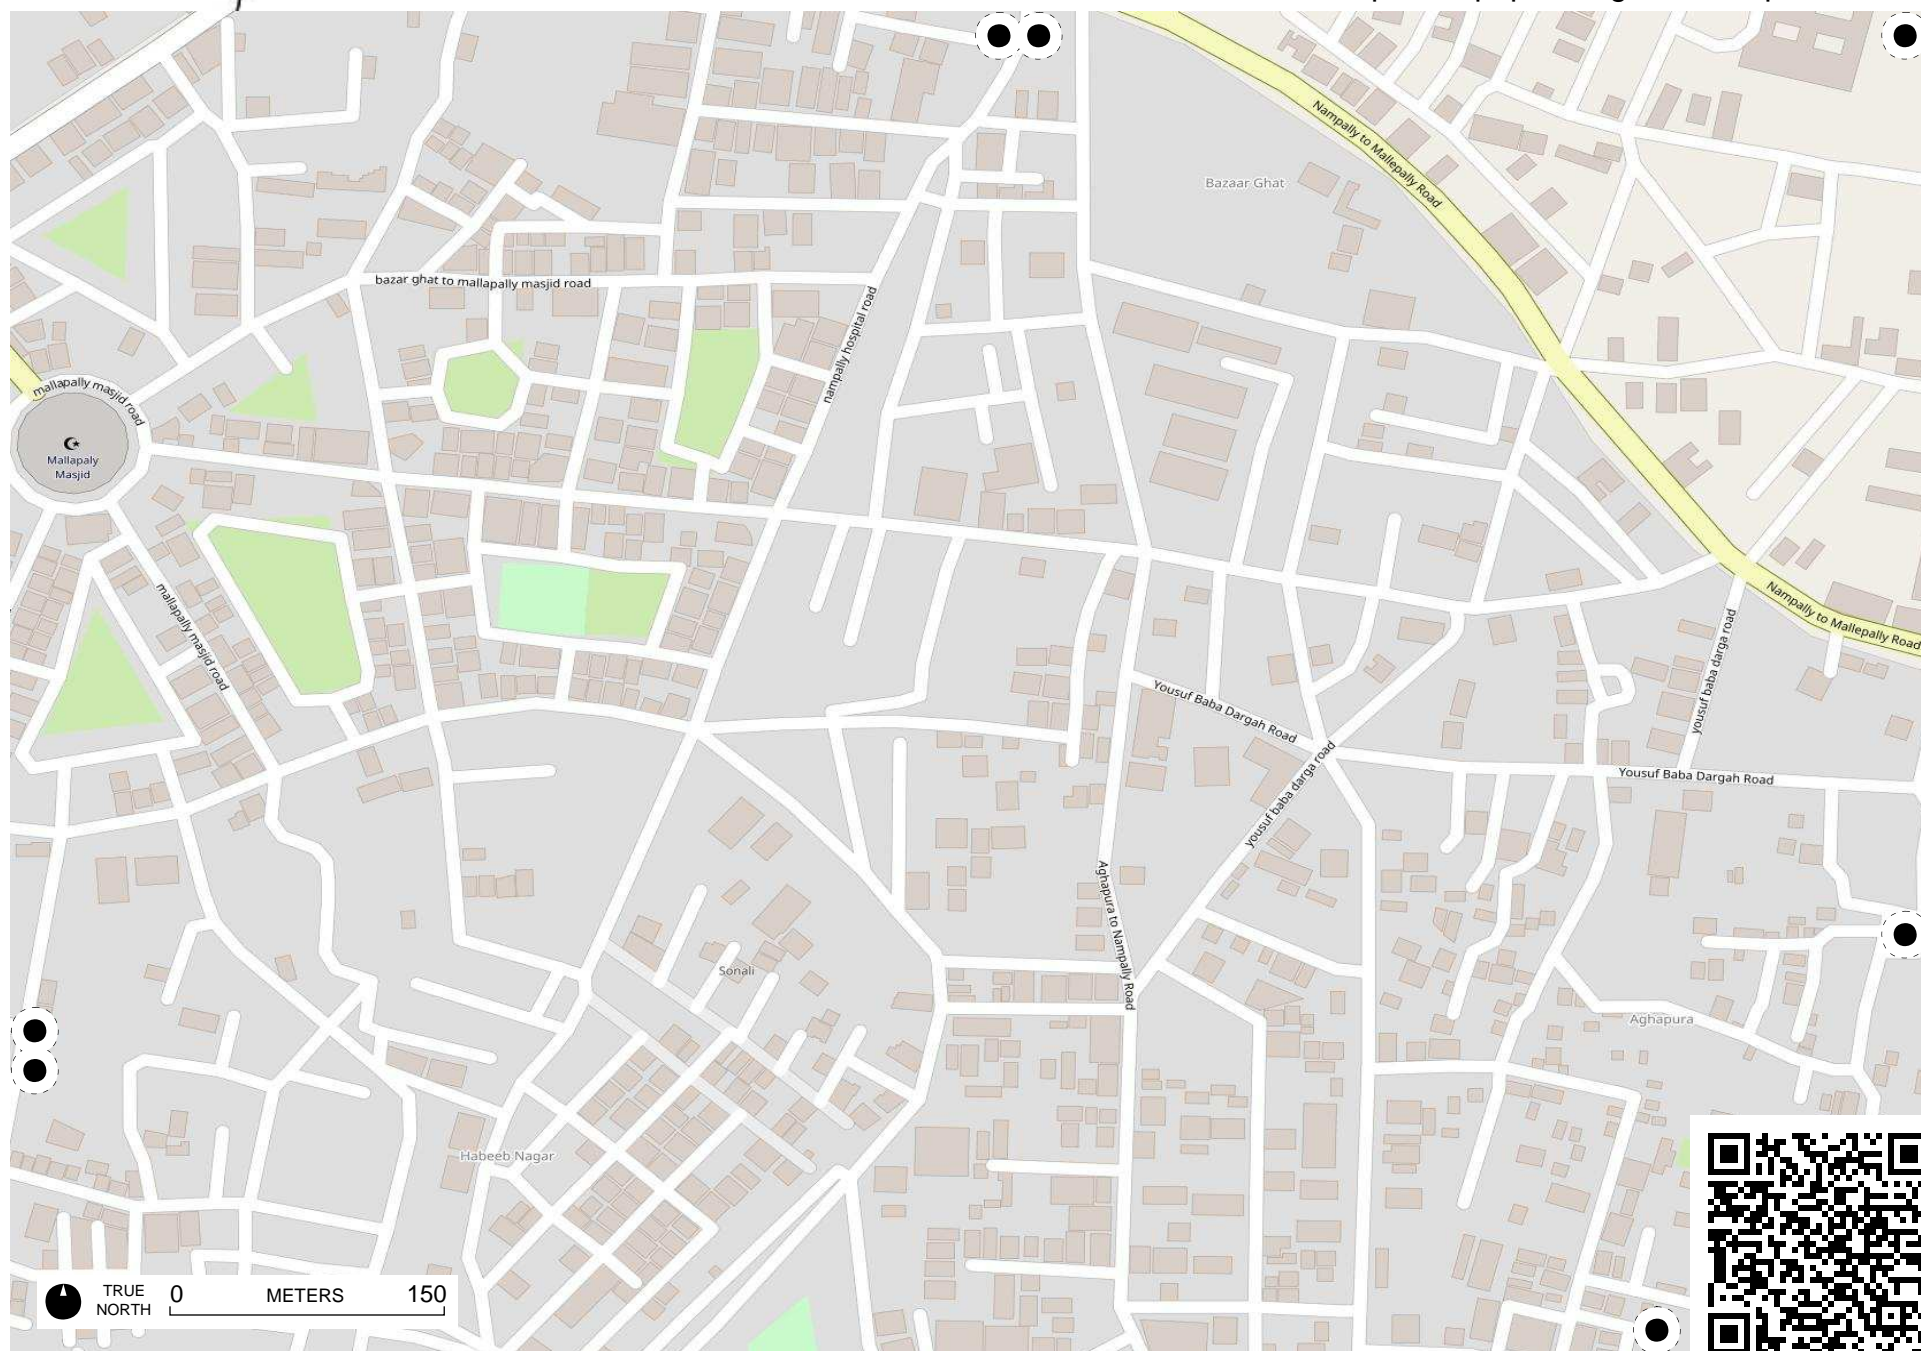 Nampally to Mallepally Road
Bazaar Ghat
bazar ghat to mallapally masjid road
nampally hospital road
mallapally masjid road
Mallapaly
Masjid
mallapally masjid road
Nampally to Mallepally Road
yousuf baba darga road
Yousuf Baba Dargah Road
yousuf baba darga road
Yousuf Baba Dargah Road
Aghapura to Nampally Road
Sonali
Aghapura
Habeeb Nagar
TRUE
NORTH
0 METERS 150